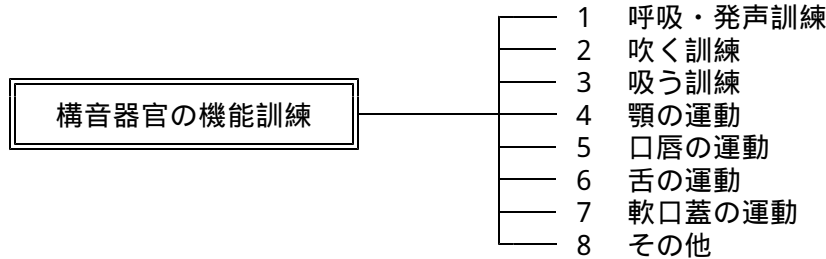 構音器官の機能訓練
1 呼吸・発声訓練
2 吹く訓練
3 吸う訓練
4 顎の運動
5 口唇の運動
6 舌の運動
7 軟口蓋の運動
8 その他